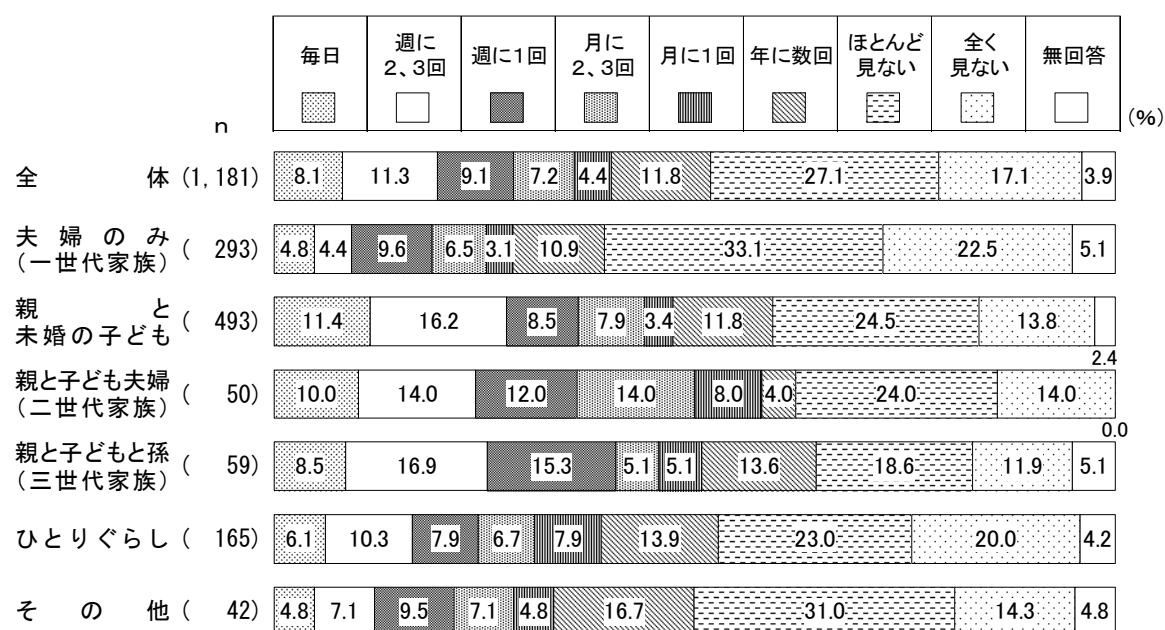 毎日 週に２、３回 週に１回 月に２、３回 月に１回 年に数回 ほとんど見ない 全く見ない 無回答
n (%)
全体 (1,181) 8.1 11.3 9.1 7.2 4.4 11.8 27.1 17.1 3.9
夫婦のみ
（一世代家族） ( 293) 4.8 4.4 9.6 6.5 3.1 10.9 33.1 22.5 5.1
親と
未婚の子ども ( 493) 11.4 16.2 8.5 7.9 3.4 11.8 24.5 13.8 2.4
親と子ども夫婦
（二世代家族） ( 50) 10.0 14.0 12.0 14.0 8.0 4.0 24.0 14.0 0.0
親と子どもと孫
（三世代家族） ( 59) 8.5 16.9 15.3 5.1 5.1 13.6 18.6 11.9 5.1
ひとりぐらし ( 165) 6.1 10.3 7.9 6.7 7.9 13.9 23.0 20.0 4.2
その他 ( 42) 4.8 7.1 9.5 7.1 4.8 16.7 31.0 14.3 4.8